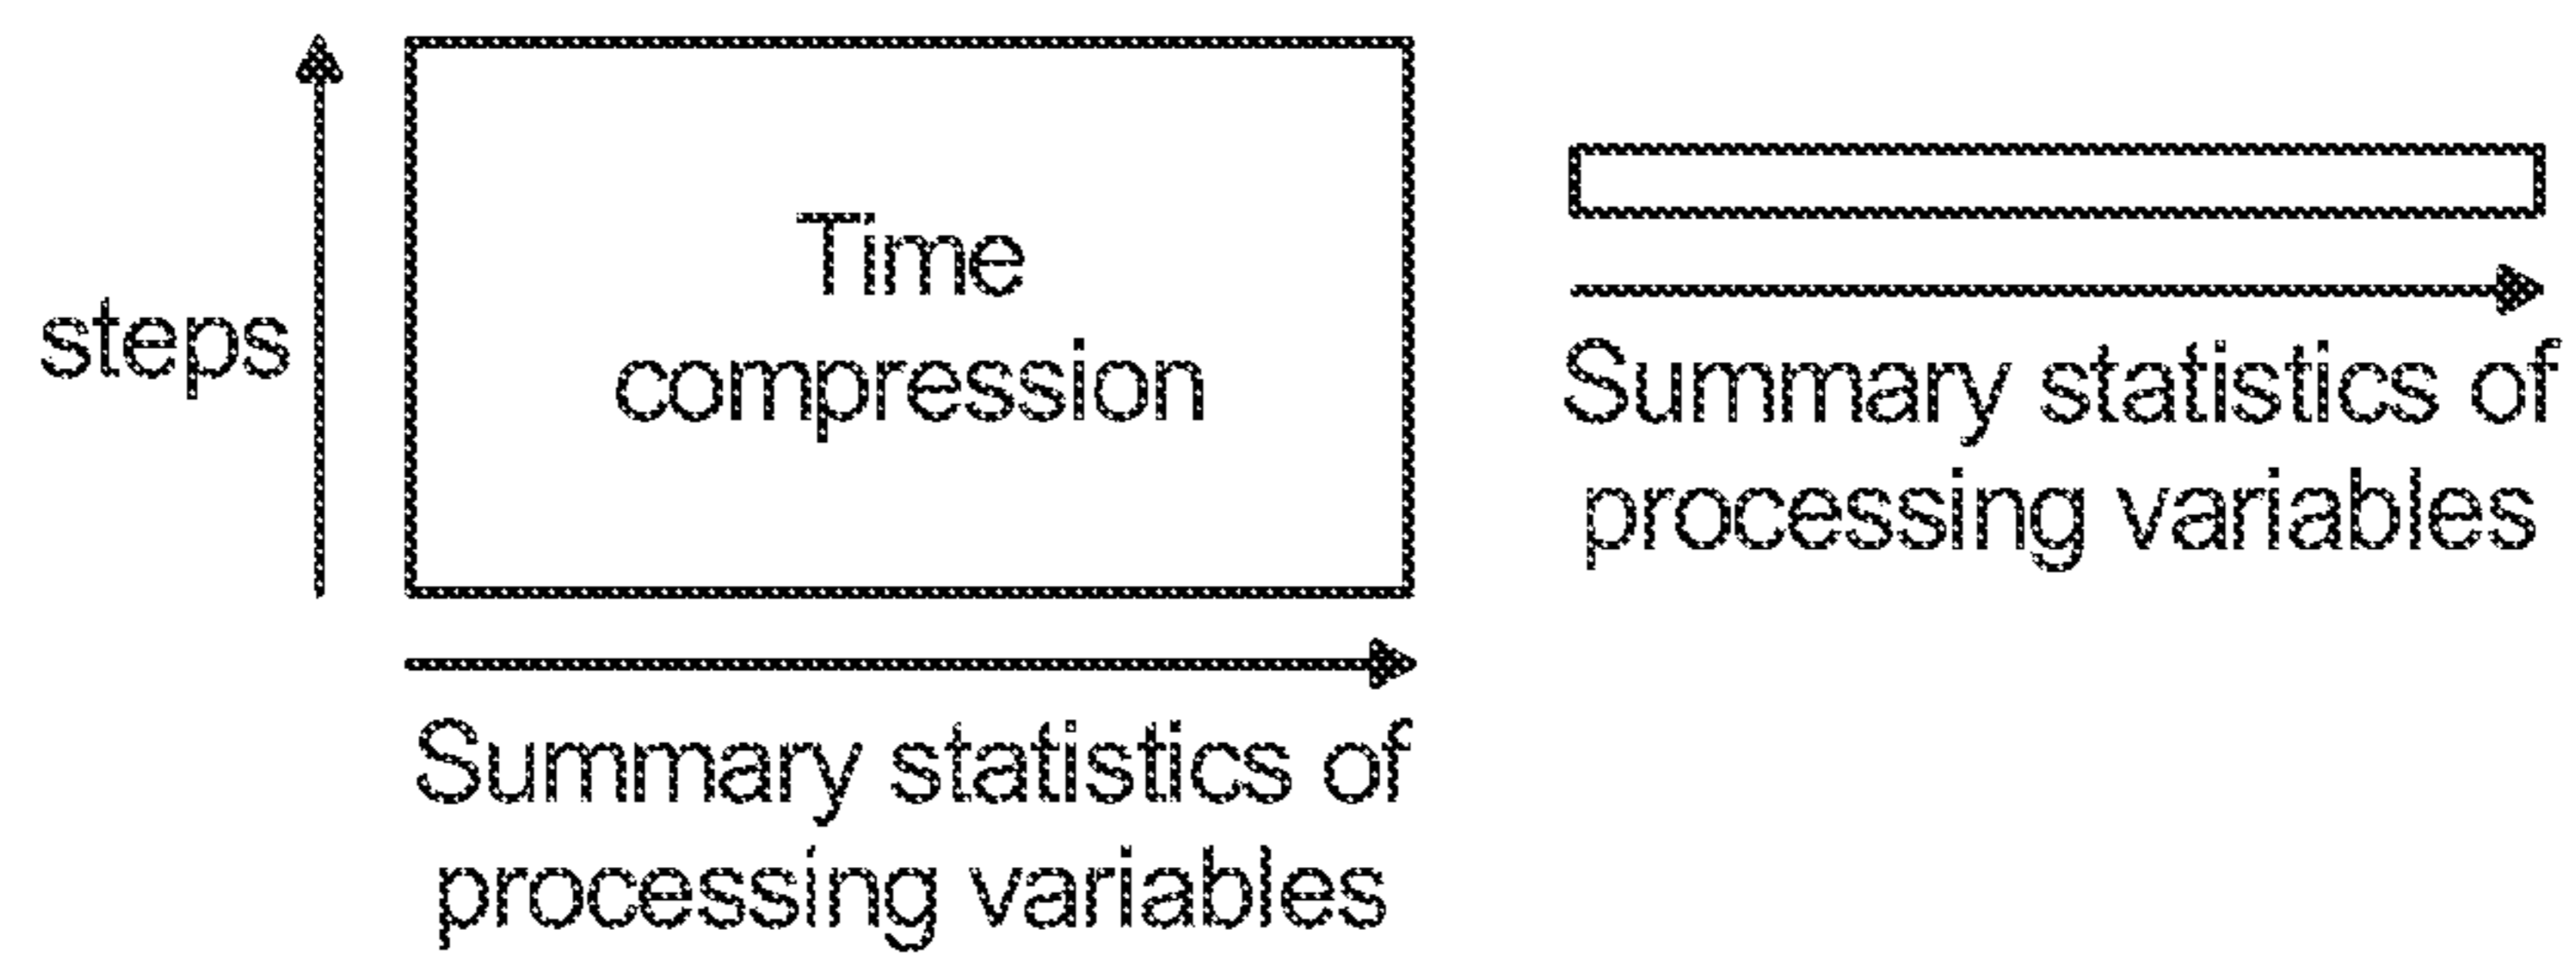 steps
Time
compression
Summary statistics of
processing variables
Summary statistics of
processing variables